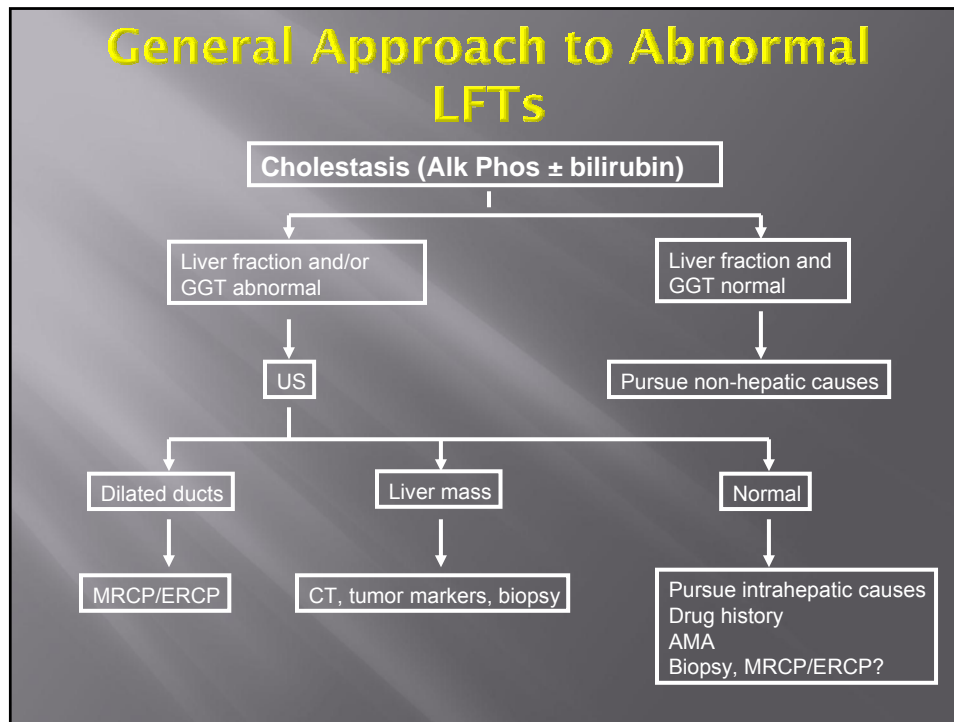 General Approach to Abnormal
LFTs
Cholestasis (Alk Phos ± bilirubin)
Liver fraction and/or
GGT abnormal
Liver fraction and
GGT normal
US
Pursue non-hepatic causes
Dilated ducts
Liver mass
Normal
MRCP/ERCP
CT, tumor markers, biopsy
Pursue intrahepatic causes
Drug history
AMA
Biopsy, MRCP/ERCP?